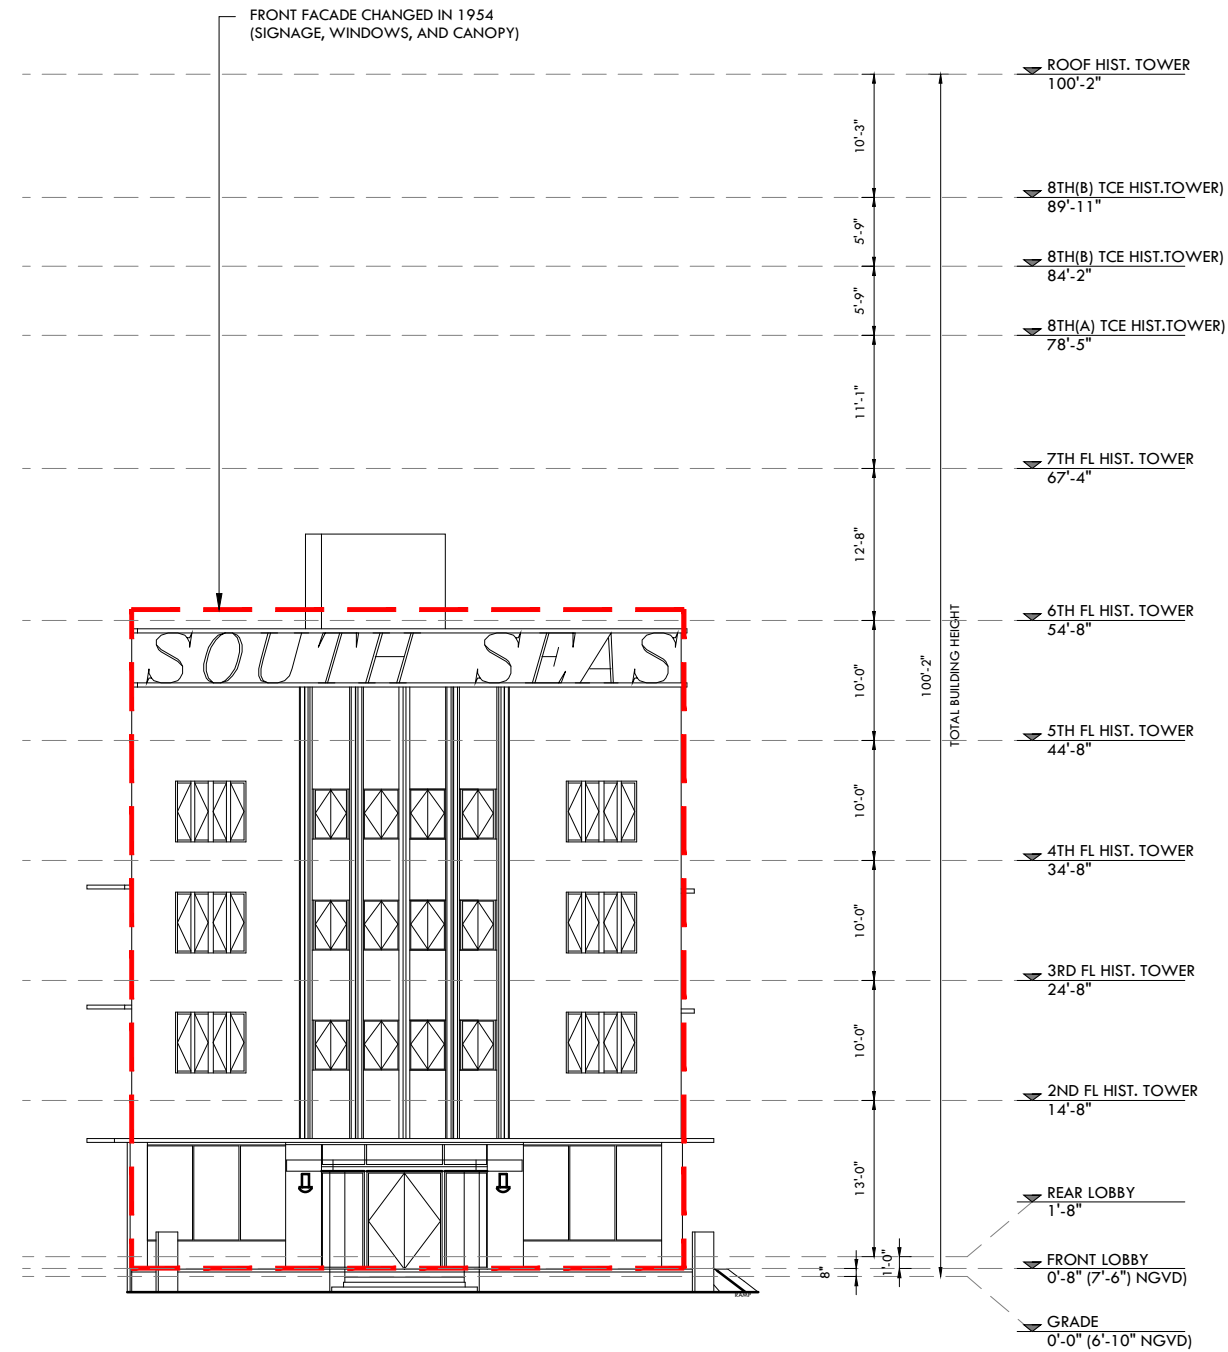 FRONT FACADE CHANGED IN 1954
(SIGNAGE, WINDOWS, AND CANOPY)
ROOF HIST. TOWER
100'-2"
10'-3"
8TH(B) TCE HIST.TOWER)
89'-11"
5'-9"
8TH(B) TCE HIST.TOWER)
84'-2"
5'-9"
8TH(A) TCE HIST.TOWER)
78'-5"
11'-1"
7TH FL HIST. TOWER
67'-4"
12'-8"
6TH FL HIST. TOWER
54'-8"
SOUTH SEAS
10'-0"
100'-2"
TOTAL BUILDING HEIGHT
5TH FL HIST. TOWER
44'-8"
10'-0"
4TH FL HIST. TOWER
34'-8"
10'-0"
3RD FL HIST. TOWER
24'-8"
10'-0"
2ND FL HIST. TOWER
14'-8"
13'-0"
REAR LOBBY
1'-8"
1'-0"
8"
FRONT LOBBY
0'-8" (7'-6") NGVD)
RAMP
GRADE
0'-0" (6'-10" NGVD)